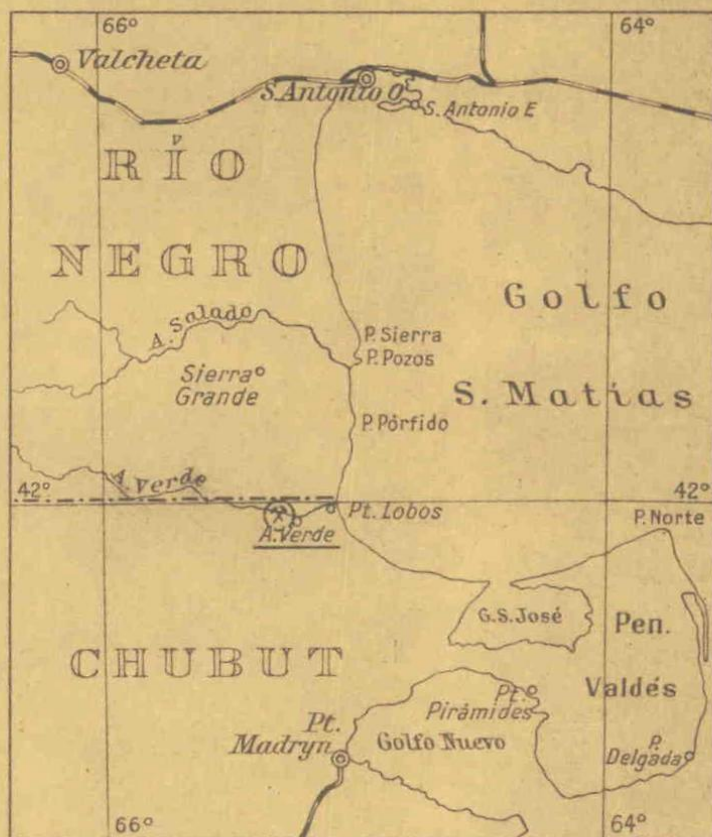 66°
64°
Valcheta
S. Antonio O.
S. Antonio E
RÍO
NEGRO
Golfo
S. Matías
A. Salado
P. Sierra
P. Pozos
Sierra
Grande
P. Pórfido
A. Verde
42°
42°
Pt. Lobos
A. Verde
P. Norte
G.S. José
Pen.
Valdés
CHUBUT
Pt.
Pirámides
Pt.
Madryn
Golfo Nuevo
P.
Delgada
66°
64°